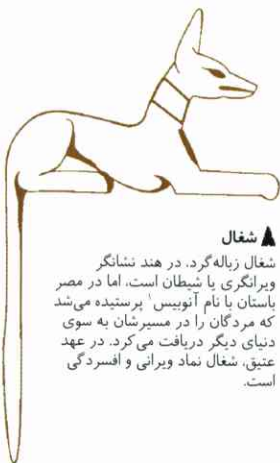 ▲ شغال
شغال زباله‌گرد، در هند نشانگر
ویرانگری یا شیطان است، اما در مصر
باستان با نام آنوبیس¹ پرستیده می‌شد
که مردگان را در مسیرشان به سوی
دنیای دیگر دریافت می‌کرد. در عهد
عتیق، شغال نماد ویرانی و افسردگی
است.